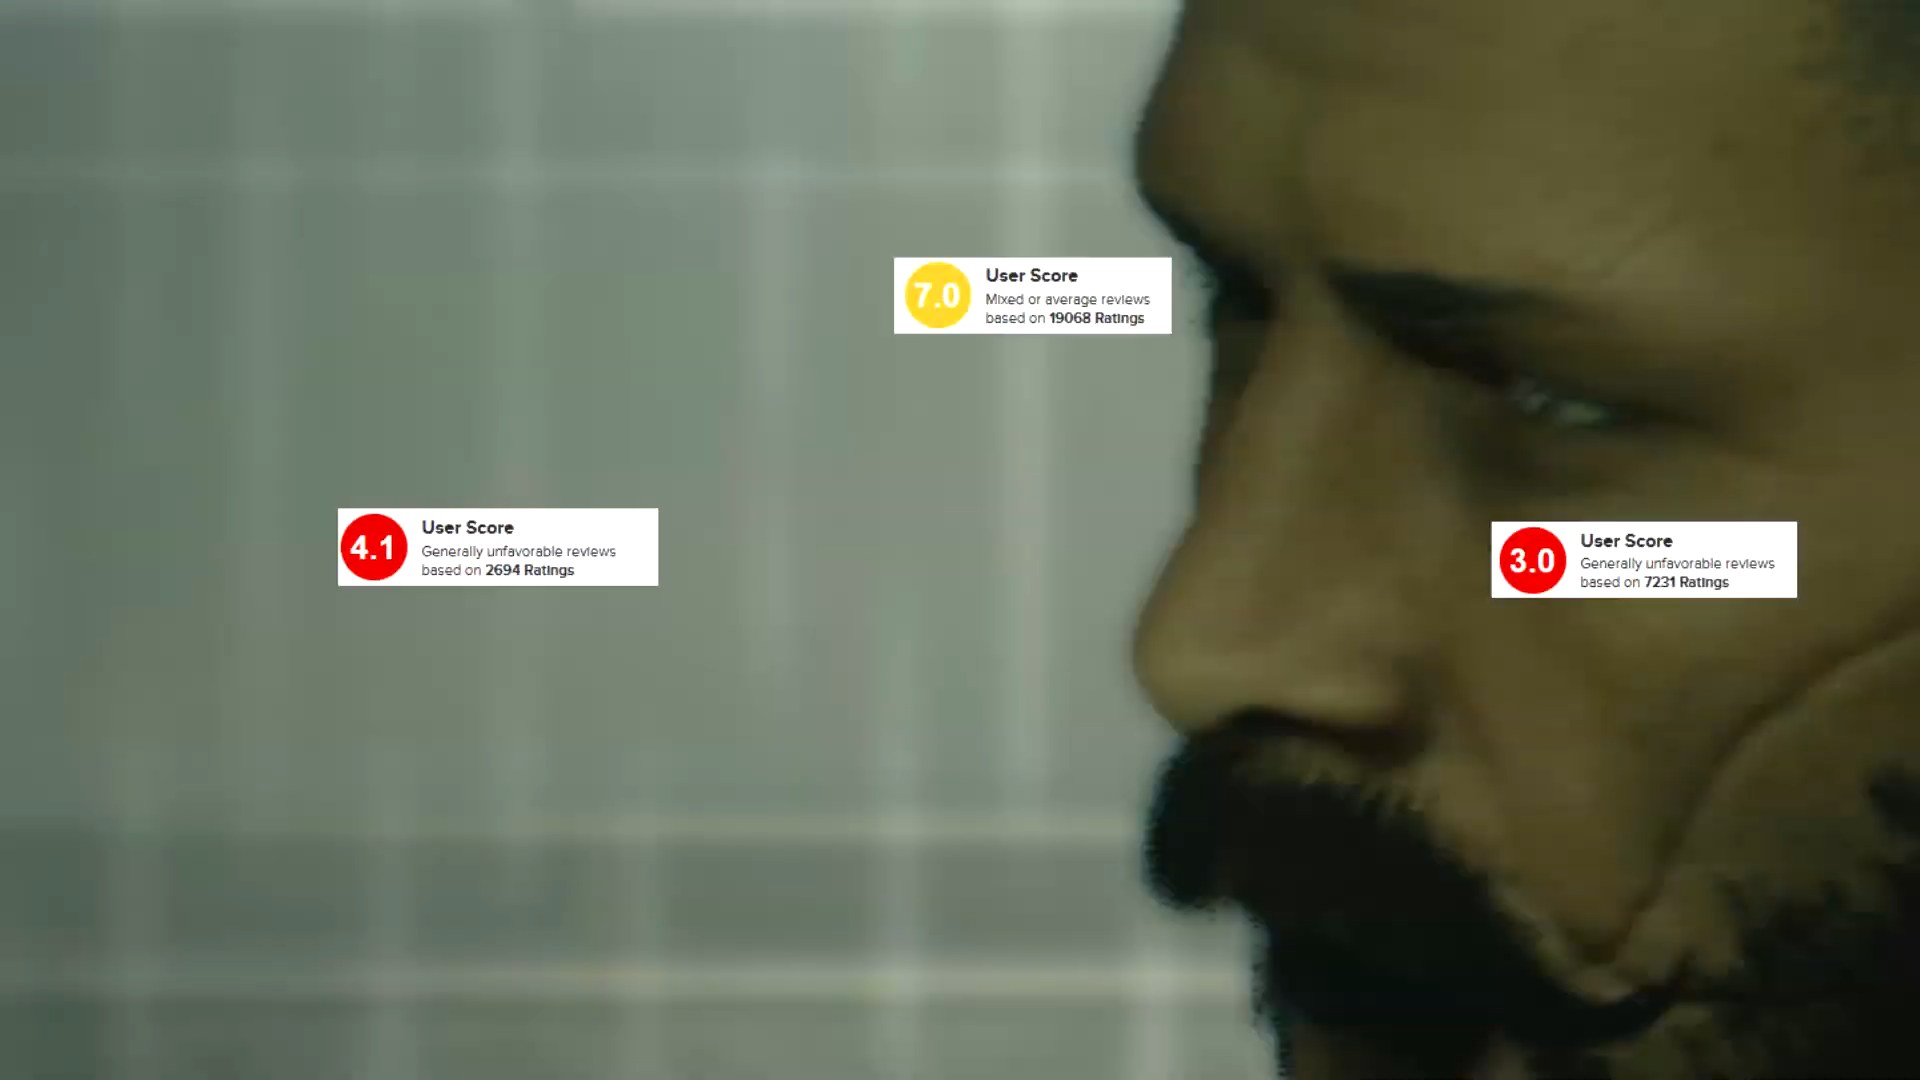 7.0
User Score
Mixed or average reviews
based on 19068 Ratings
4.1
User Score
Generally unfavorable reviews
based on 2694 Ratings
3.0
User Score
Generally unfavorable reviews
based on 7231 Ratings